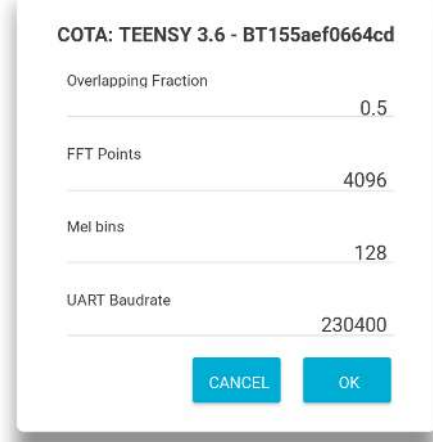 COTA: TEENSY 3.6 - BT155aef0664cd
Overlapping Fraction
0.5
FFT Points
4096
Mel bins
128
UART Baudrate
230400
CANCEL OK